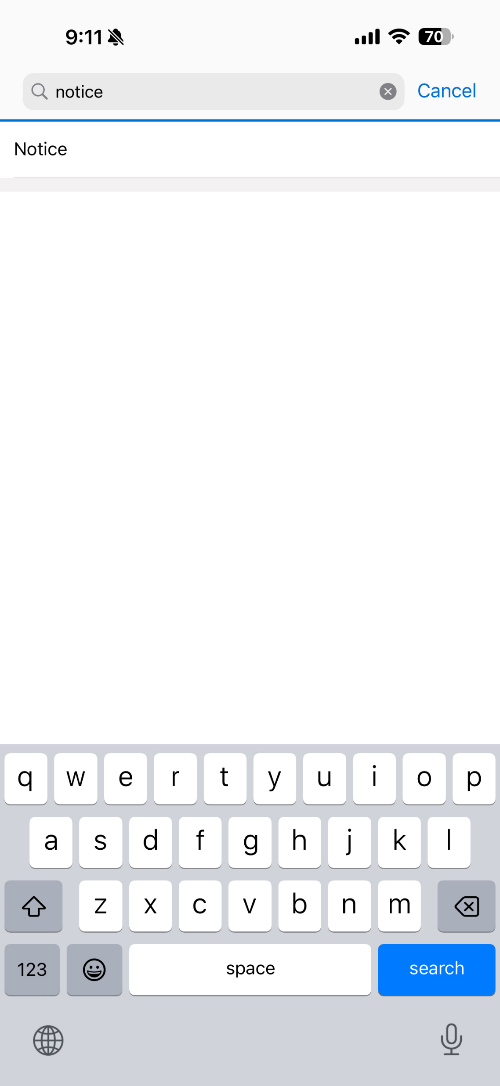 9:11
70
notice
Cancel
Notice
q w e r t y u i o p
a s d f g h j k l
z x c v b n m
123 space search